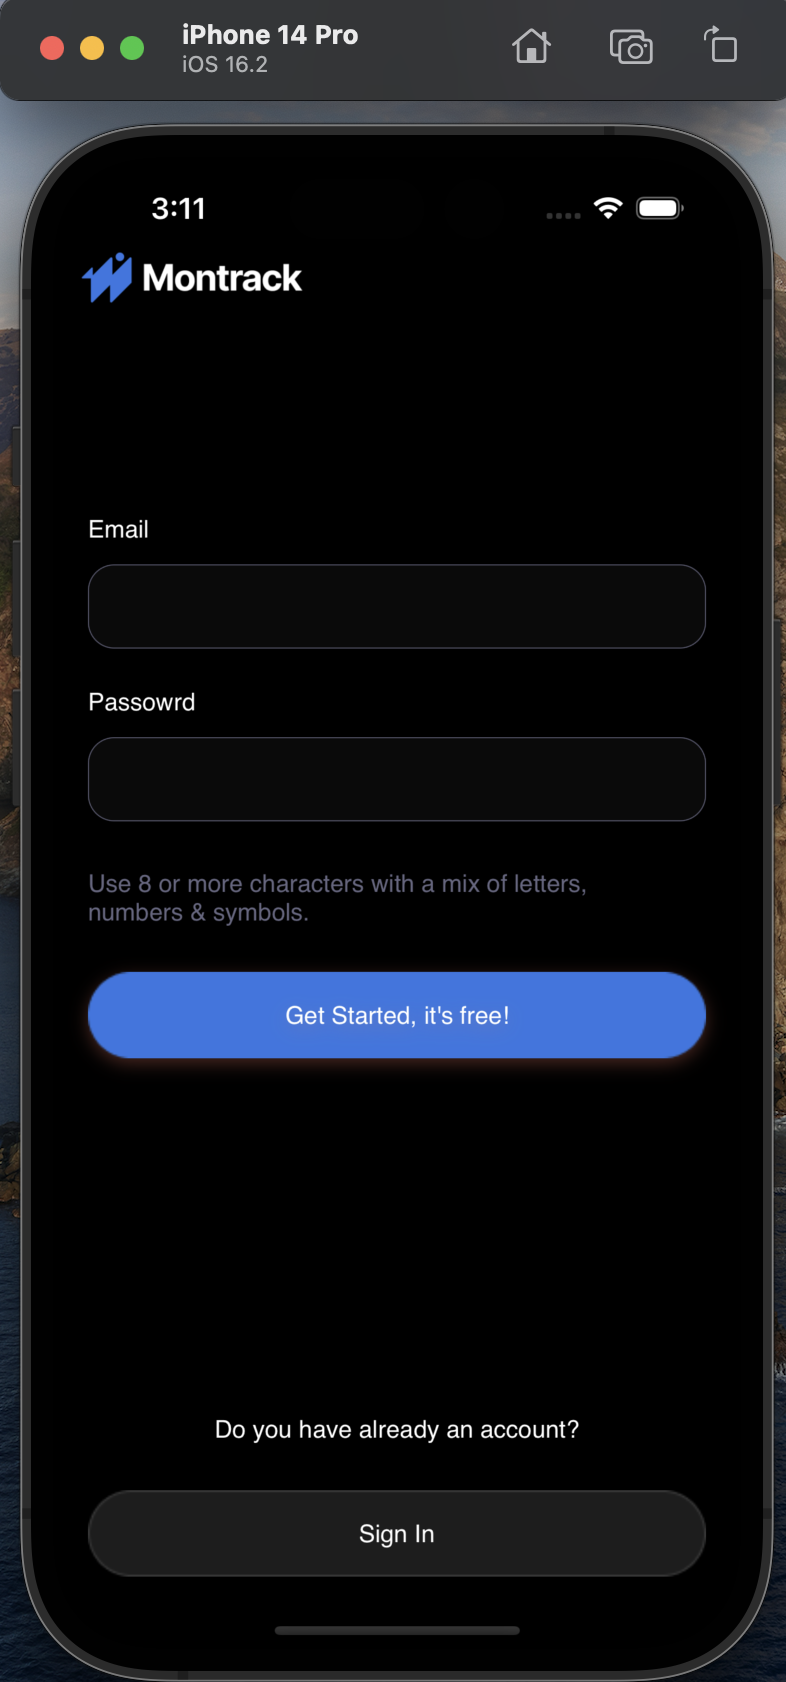 iPhone 14 Pro
iOS 16.2
3:11
Montrack
Email
Passowrd
Use 8 or more characters with a mix of letters,
numbers & symbols.
Get Started, it's free!
Do you have already an account?
Sign In